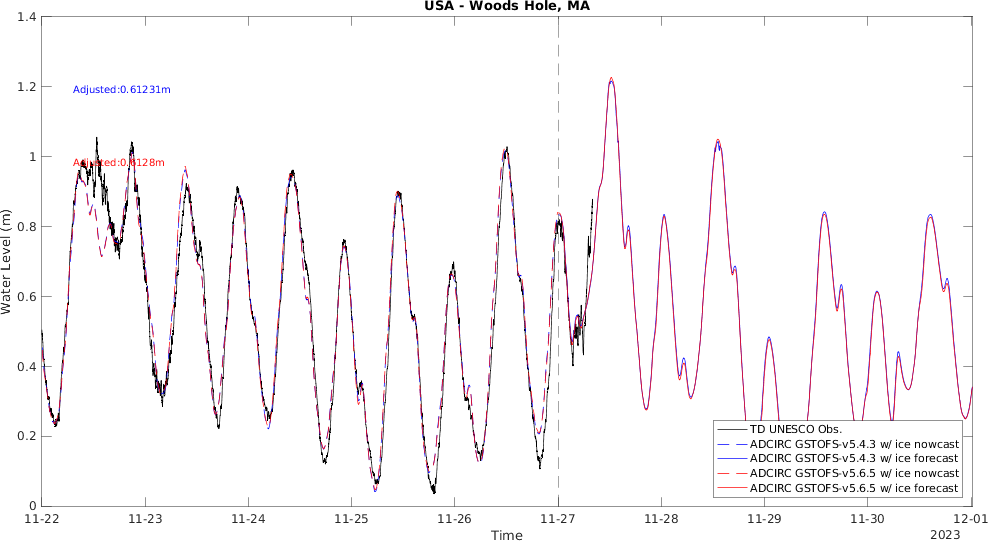 USA - Woods Hole, MA
1.4
1.2
1
0.8
0.6
0.4
0.2
0
Water Level (m)
Adjusted:0.61231m
Adjusted:0.6128m
TD UNESCO Obs.
ADCIRC GSTOFS-v5.4.3 w/ ice nowcast
ADCIRC GSTOFS-v5.4.3 w/ ice forecast
ADCIRC GSTOFS-v5.6.5 w/ ice nowcast
ADCIRC GSTOFS-v5.6.5 w/ ice forecast
11-22 11-23 11-24 11-25 11-26 11-27 11-28 11-29 11-30 12-01
Time
2023